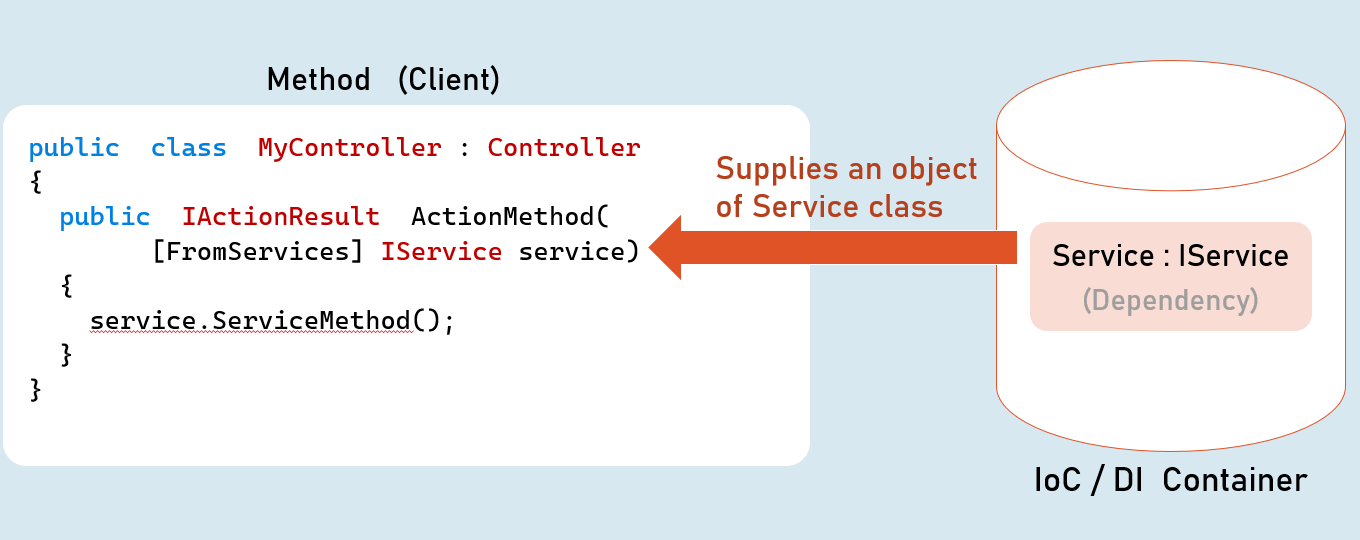 Method (Client)
public class MyController : Controller
{
public IActionResult ActionMethod(
[FromServices] IService service)
{
service.ServiceMethod();
}
}
Supplies an object
of Service class
Service : IService
(Dependency)
IoC / DI Container